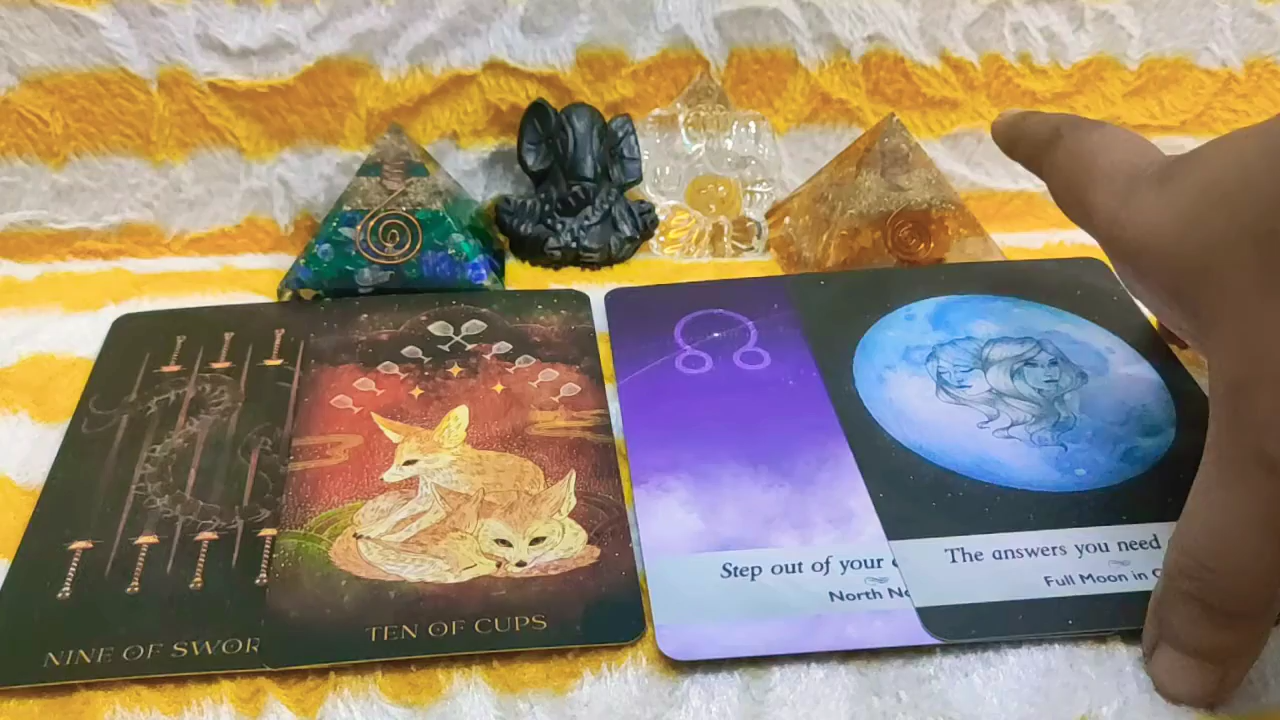 NINE OF SWOR
TEN OF CUPS
Step out of your
North No
The answers you need
Full Moon in